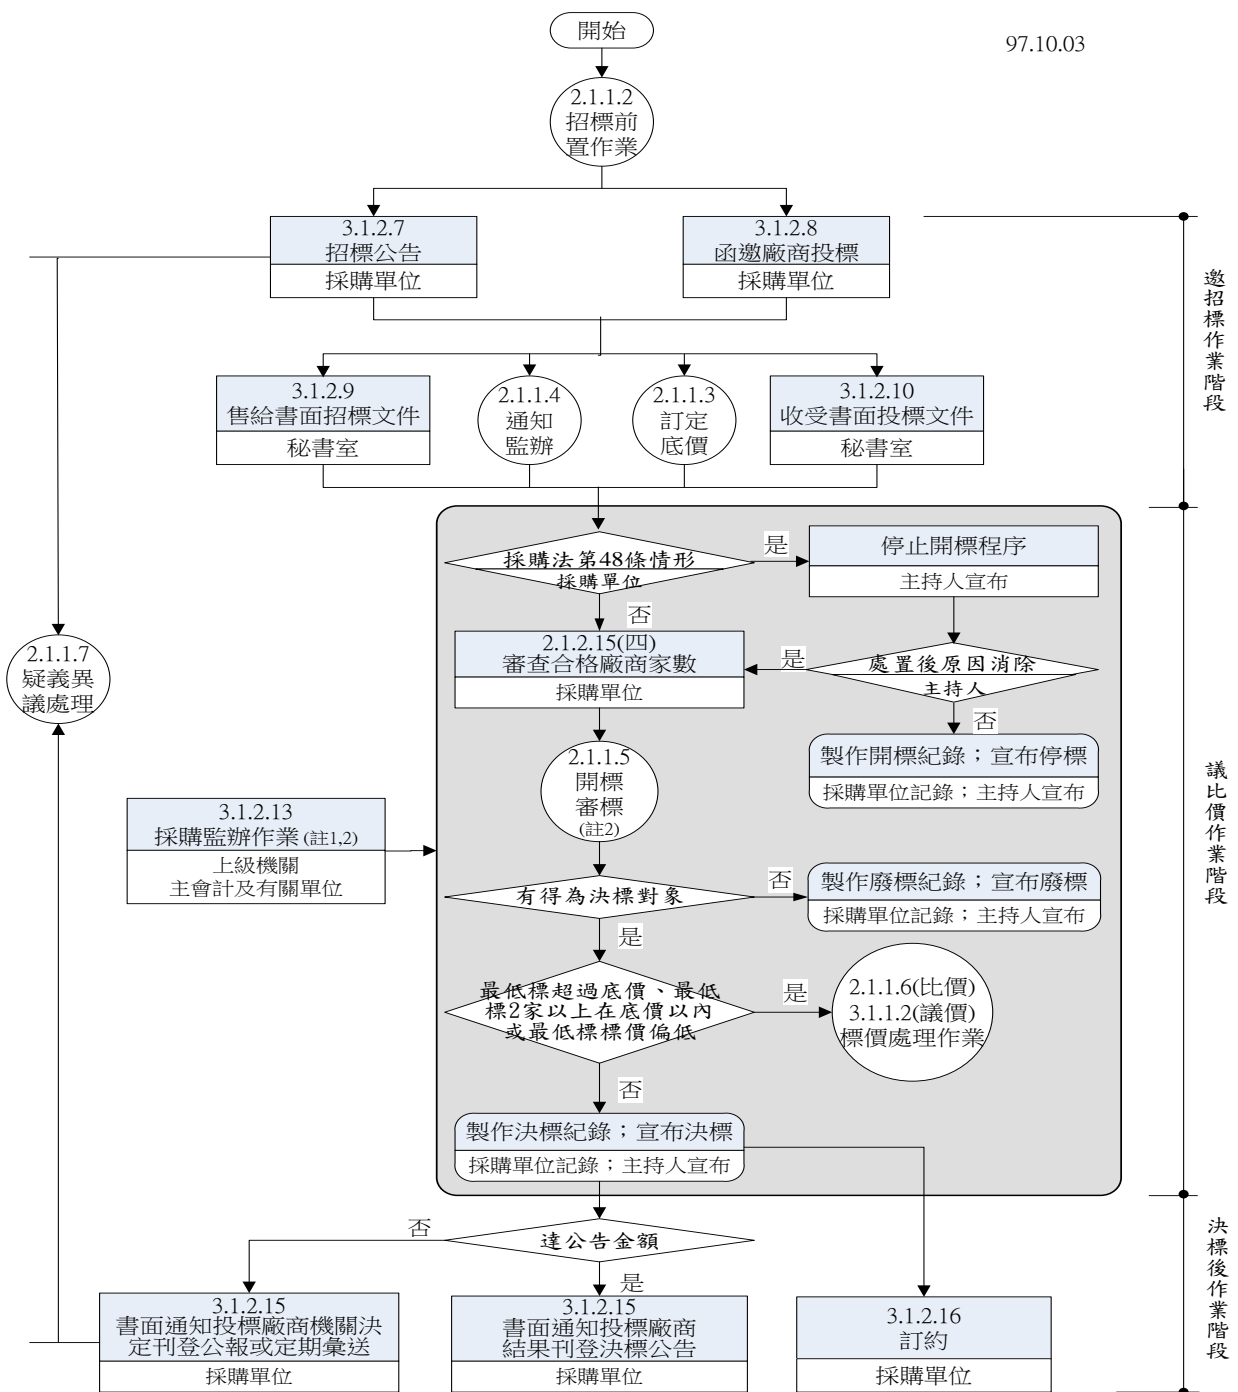 開始
97.10.03
2.1.1.2
招標前
置作業
3.1.2.7
招標公告
採購單位
3.1.2.8
函邀廠商投標
採購單位
邀招標作業階段
3.1.2.9
售給書面招標文件
秘書室
2.1.1.4
通知
監辦
2.1.1.3
訂定
底價
3.1.2.10
收受書面投標文件
秘書室
採購法第48條情形
採購單位
是
停止開標程序
主持人宣布
否
2.1.2.15(四)
審查合格廠商家數
採購單位
是
處置後原因消除
主持人
否
2.1.1.7
疑義異
議處理
製作開標紀錄；宣布停標
採購單位記錄；主持人宣布
2.1.1.5
開標
審標
(註2)
議比價作業階段
3.1.2.13
採購監辦作業(註1,2)
上級機關
主會計及有關單位
有得為決標對象
否
製作廢標紀錄；宣布廢標
採購單位記錄；主持人宣布
是
最低標超過底價、最低
標2家以上在底價以內
或最低標標價偏低
是
2.1.1.6(比價)
3.1.1.2(議價)
標價處理作業
否
製作決標紀錄；宣布決標
採購單位記錄；主持人宣布
達公告金額
否
是
決標後作業階段
3.1.2.15
書面通知投標廠商機關決
定刊登公報或定期彙送
採購單位
3.1.2.15
書面通知投標廠商
結果刊登決標公告
採購單位
3.1.2.16
訂約
採購單位